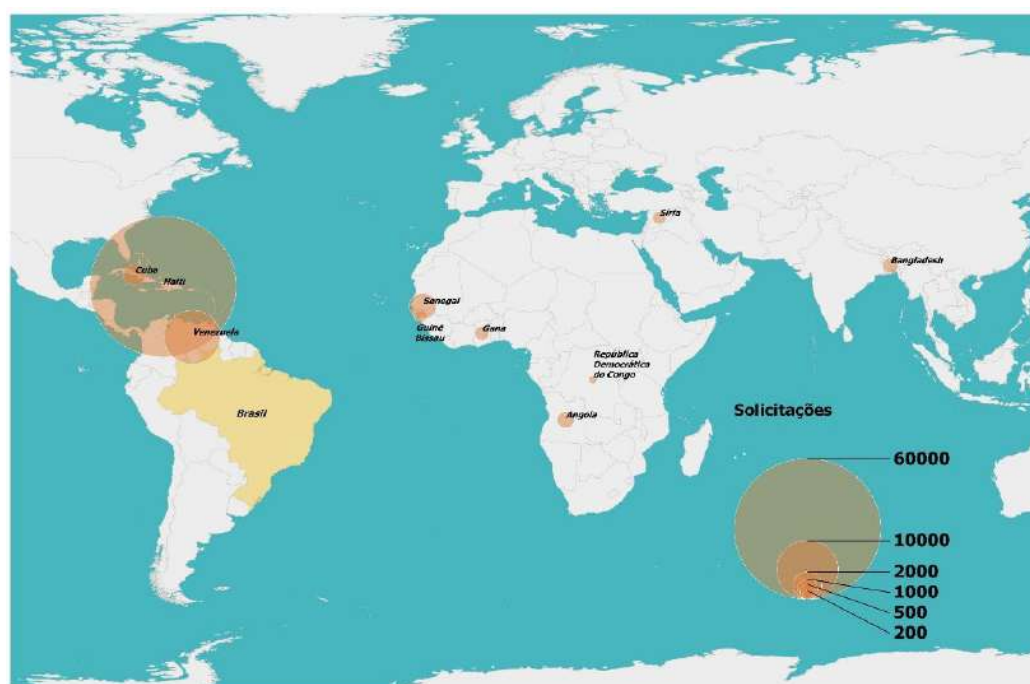 Síria
Bangladesh
Cuba
Haiti
Senegal
Guiné
Bissau
Gana
Venezuela
República
Democrática
do Congo
Brasil
Angola
Solicitações
60000
10000
2000
1000
500
200